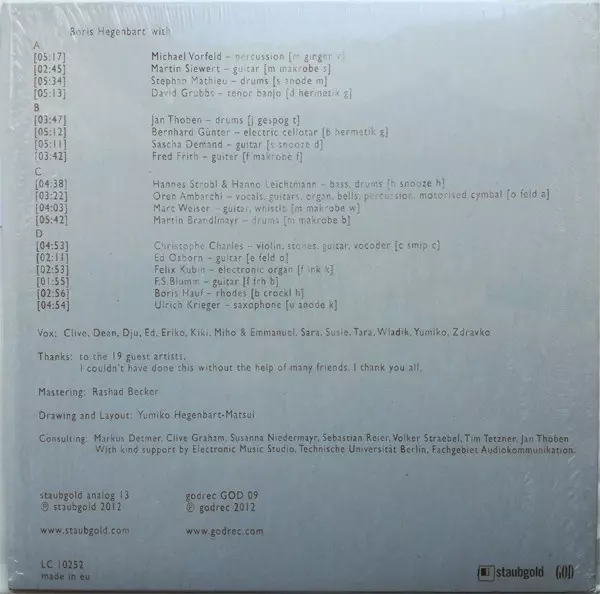 Boris Hegenbart with
A
[05:17] Michael Vorfeld – percussion [m ginger v]
[02:45] Martin Siewert – guitar [m makrobe s]
[05:34] Stephan Mathieu – drums [s anode m]
[05:13] David Grubbs – tenor banjo [d hermetik g]
B
[03:47] Jan Thoben – drums [j gespog t]
[05:12] Bernhard Günter – electric cellotar [b hermetik g]
[05:11] Sascha Demand – guitar [s snooze d]
[03:42] Fred Frith – guitar [f makrobe f]
C
[04:38] Hannes Strobl & Hanno Leichtmann – bass, drums [h snooze h]
[03:22] Oren Ambarchi – vocals, guitars, organ, bells, percussion, motorised cymbal [o feld a]
[04:03] Marc Weiser – guitar, whistle [m makrobe w]
[05:42] Martin Brandlmayr – drums [m makrobe b]
D
[04:53] Christophe Charles – violin, stones, guitar, vocoder [c smip c]
[02:11] Ed Osborn – guitar [e feld o]
[02:53] Felix Kubin – electronic organ [f ink k]
[01:55] F.S.Blumm – guitar [f frh b]
[02:56] Boris Hauf – rhodes [b crockl h]
[04:54] Ulrich Krieger – saxophone [u anode k]
Vox: Clive, Dean, Dju, Ed, Eriko, Kiki, Miho & Emmanuel, Sara, Susie, Tara, Wladik, Yumiko, Zdravko
Thanks: to the 19 guest artists.
I couldn't have done this without the help of many friends. I thank you all.
Mastering: Rashad Becker
Drawing and Layout: Yumiko Hegenbart-Matsui
Consulting: Markus Detmer, Clive Graham, Susanna Niedermayr, Sebastian Reier, Volker Straebel, Tim Tetzner, Jan Thoben
With kind support by Electronic Music Studio, Technische Universität Berlin, Fachgebiet Audiokommunikation.
staubgold analog 13 godrec GOD 09
℗ staubgold 2012 ℗ godrec 2012
www.staubgold.com www.godrec.com
LC 10252
made in eu
staubgold GOD